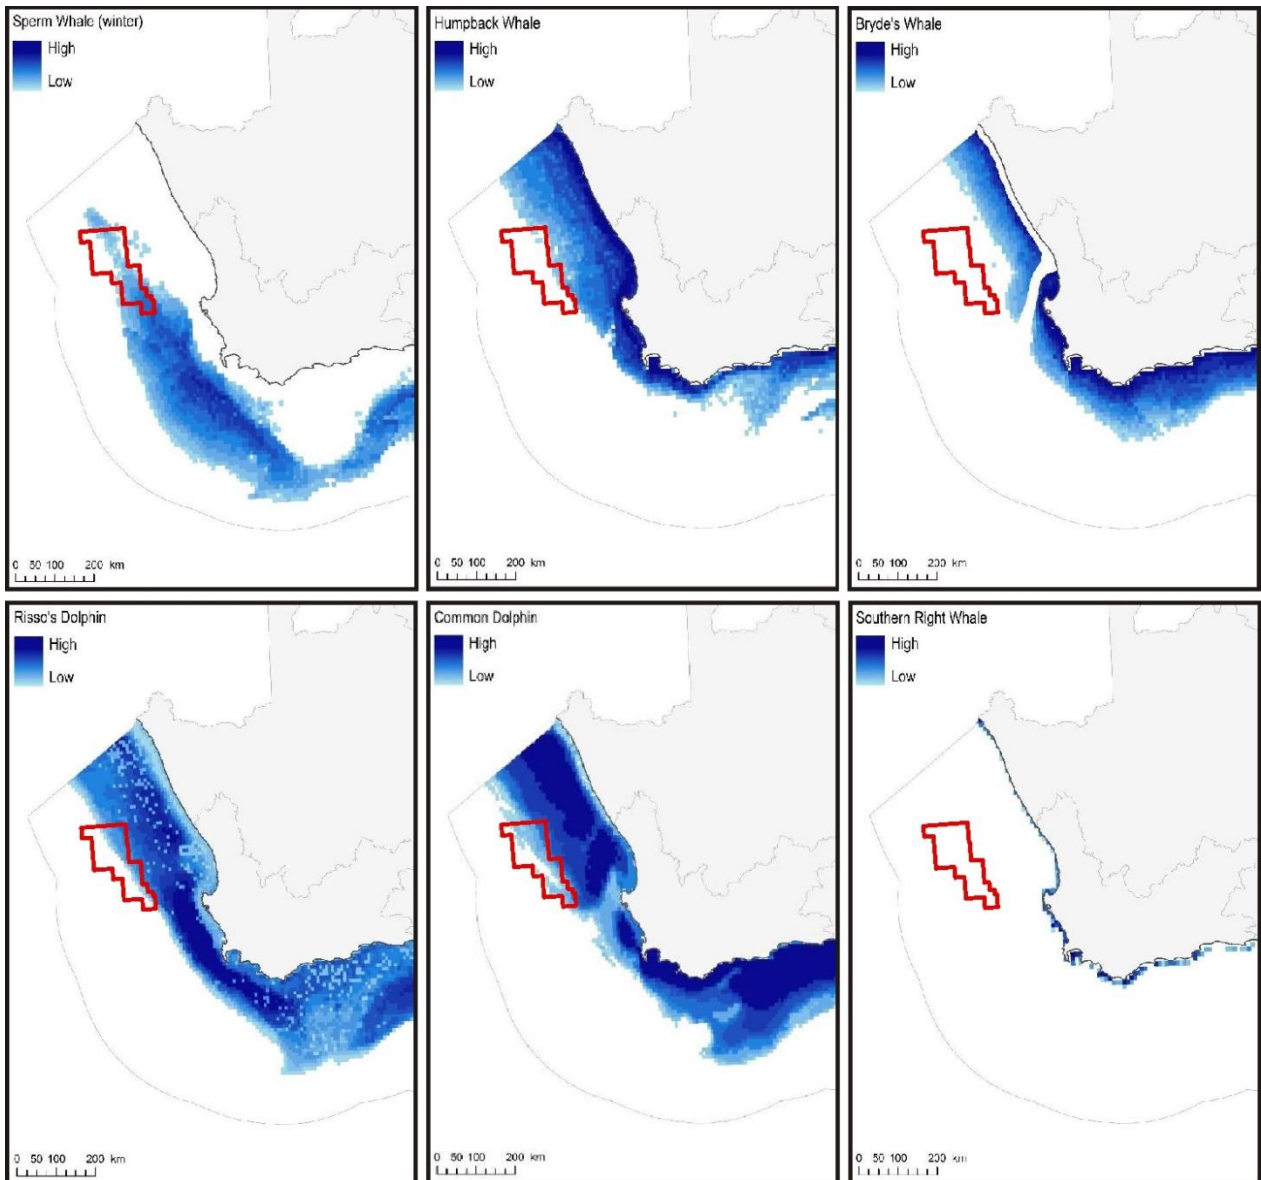 Sperm Whale (winter)
High
Low
0 50 100 200 km
Humpback Whale
High
Low
0 50 100 200 km
Bryde's Whale
High
Low
0 50 100 200 km
Risso's Dolphin
High
Low
0 50 100 200 km
Common Dolphin
High
Low
0 50 100 200 km
Southern Right Whale
High
Low
0 50 100 200 km